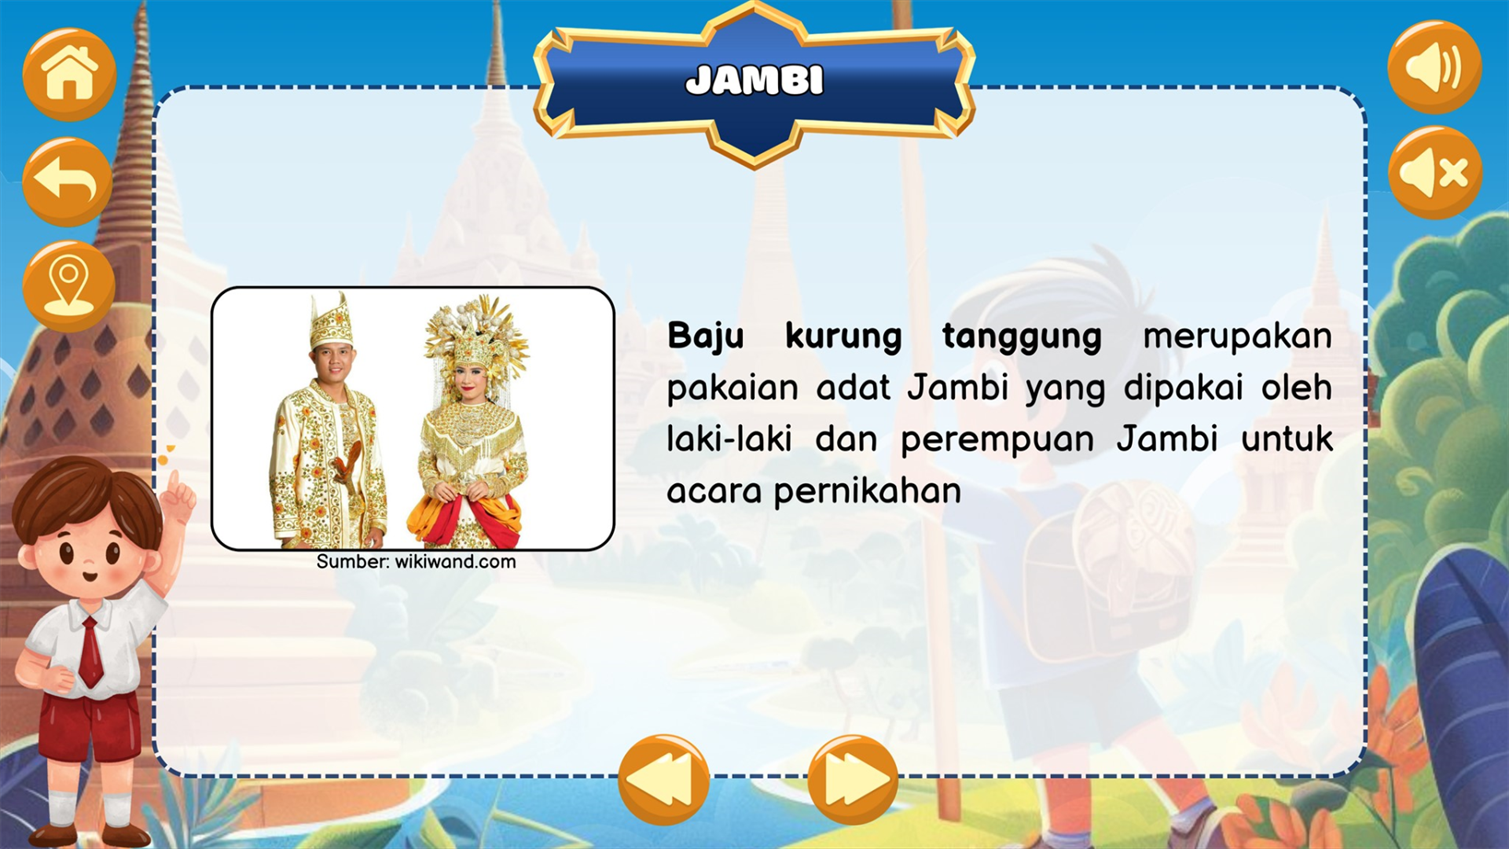 JAMBI
Baju kurung tanggung merupakan
pakaian adat Jambi yang dipakai oleh
laki-laki dan perempuan Jambi untuk
acara pernikahan
Sumber: wikiwand.com